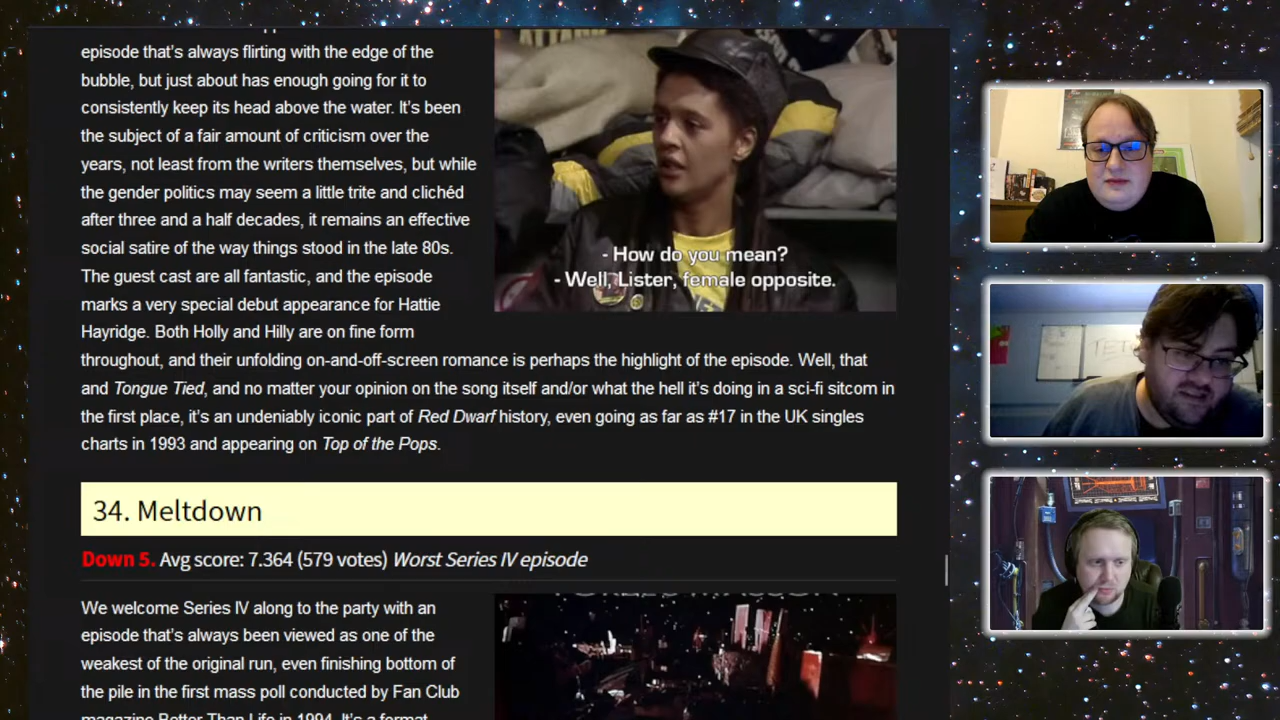 episode that's always flirting with the edge of the
bubble, but just about has enough going for it to
consistently keep its head above the water. It's been
the subject of a fair amount of criticism over the
years, not least from the writers themselves, but while
the gender politics may seem a little trite and clichéd
after three and a half decades, it remains an effective
social satire of the way things stood in the late 80s.
The guest cast are all fantastic, and the episode
marks a very special debut appearance for Hattie
Hayridge. Both Holly and Hilly are on fine form
throughout, and their unfolding on-and-off-screen romance is perhaps the highlight of the episode. Well, that
and Tongue Tied, and no matter your opinion on the song itself and/or what the hell it's doing in a sci-fi sitcom in
the first place, it's an undeniably iconic part of Red Dwarf history, even going as far as #17 in the UK singles
charts in 1993 and appearing on Top of the Pops.
- How do you mean?
- Well, Lister, female opposite.
34. Meltdown
Down 5. Avg score: 7.364 (579 votes) Worst Series IV episode
We welcome Series IV along to the party with an
episode that's always been viewed as one of the
weakest of the original run, even finishing bottom of
the pile in the first mass poll conducted by Fan Club
magazine Better Than Life in 1994. It's a format